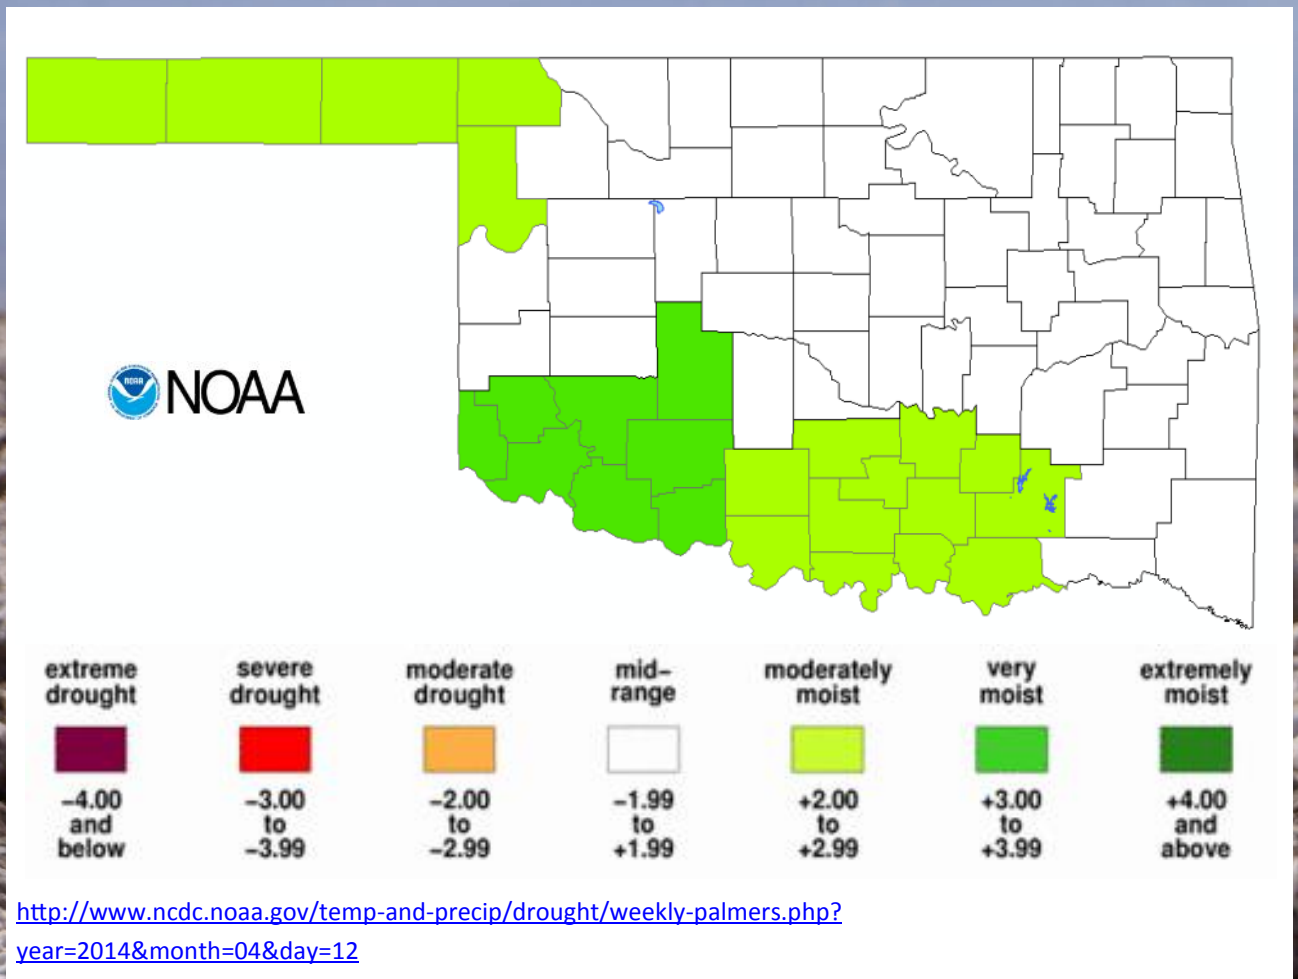 NOAA
NOAA
extreme
drought
severe
drought
moderate
drought
mid-
range
moderately
moist
very
moist
extremely
moist
−4.00
and
below
−3.00
to
−3.99
−2.00
to
−2.99
−1.99
to
+1.99
+2.00
to
+2.99
+3.00
to
+3.99
+4.00
and
above
http://www.ncdc.noaa.gov/temp-and-precip/drought/weekly-palmers.php?
year=2014&month=04&day=12